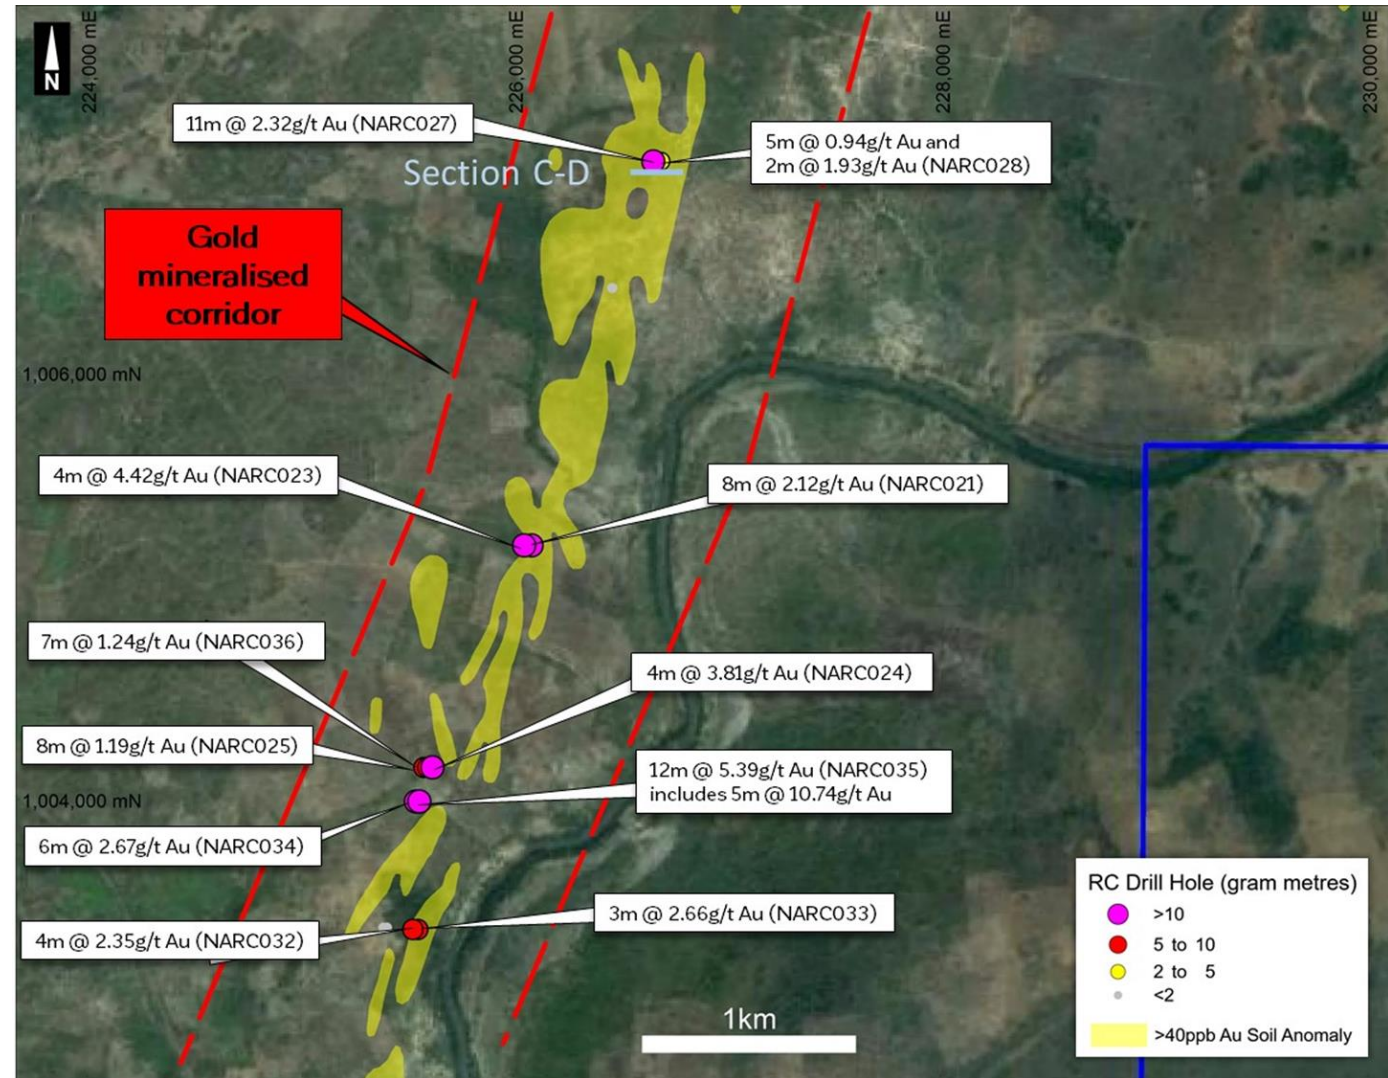 N
224,000 mE
226,000 mE
228,000 mE
230,000 mE
11m @ 2.32g/t Au (NARC027)
5m @ 0.94g/t Au and
2m @ 1.93g/t Au (NARC028)
Section C-D
Gold
mineralised
corridor
1,006,000 mN
4m @ 4.42g/t Au (NARC023)
8m @ 2.12g/t Au (NARC021)
7m @ 1.24g/t Au (NARC036)
4m @ 3.81g/t Au (NARC024)
8m @ 1.19g/t Au (NARC025)
12m @ 5.39g/t Au (NARC035)
includes 5m @ 10.74g/t Au
1,004,000 mN
6m @ 2.67g/t Au (NARC034)
3m @ 2.66g/t Au (NARC033)
4m @ 2.35g/t Au (NARC032)
1km
RC Drill Hole (gram metres)
>10
5 to 10
2 to 5
<2
>40ppb Au Soil Anomaly